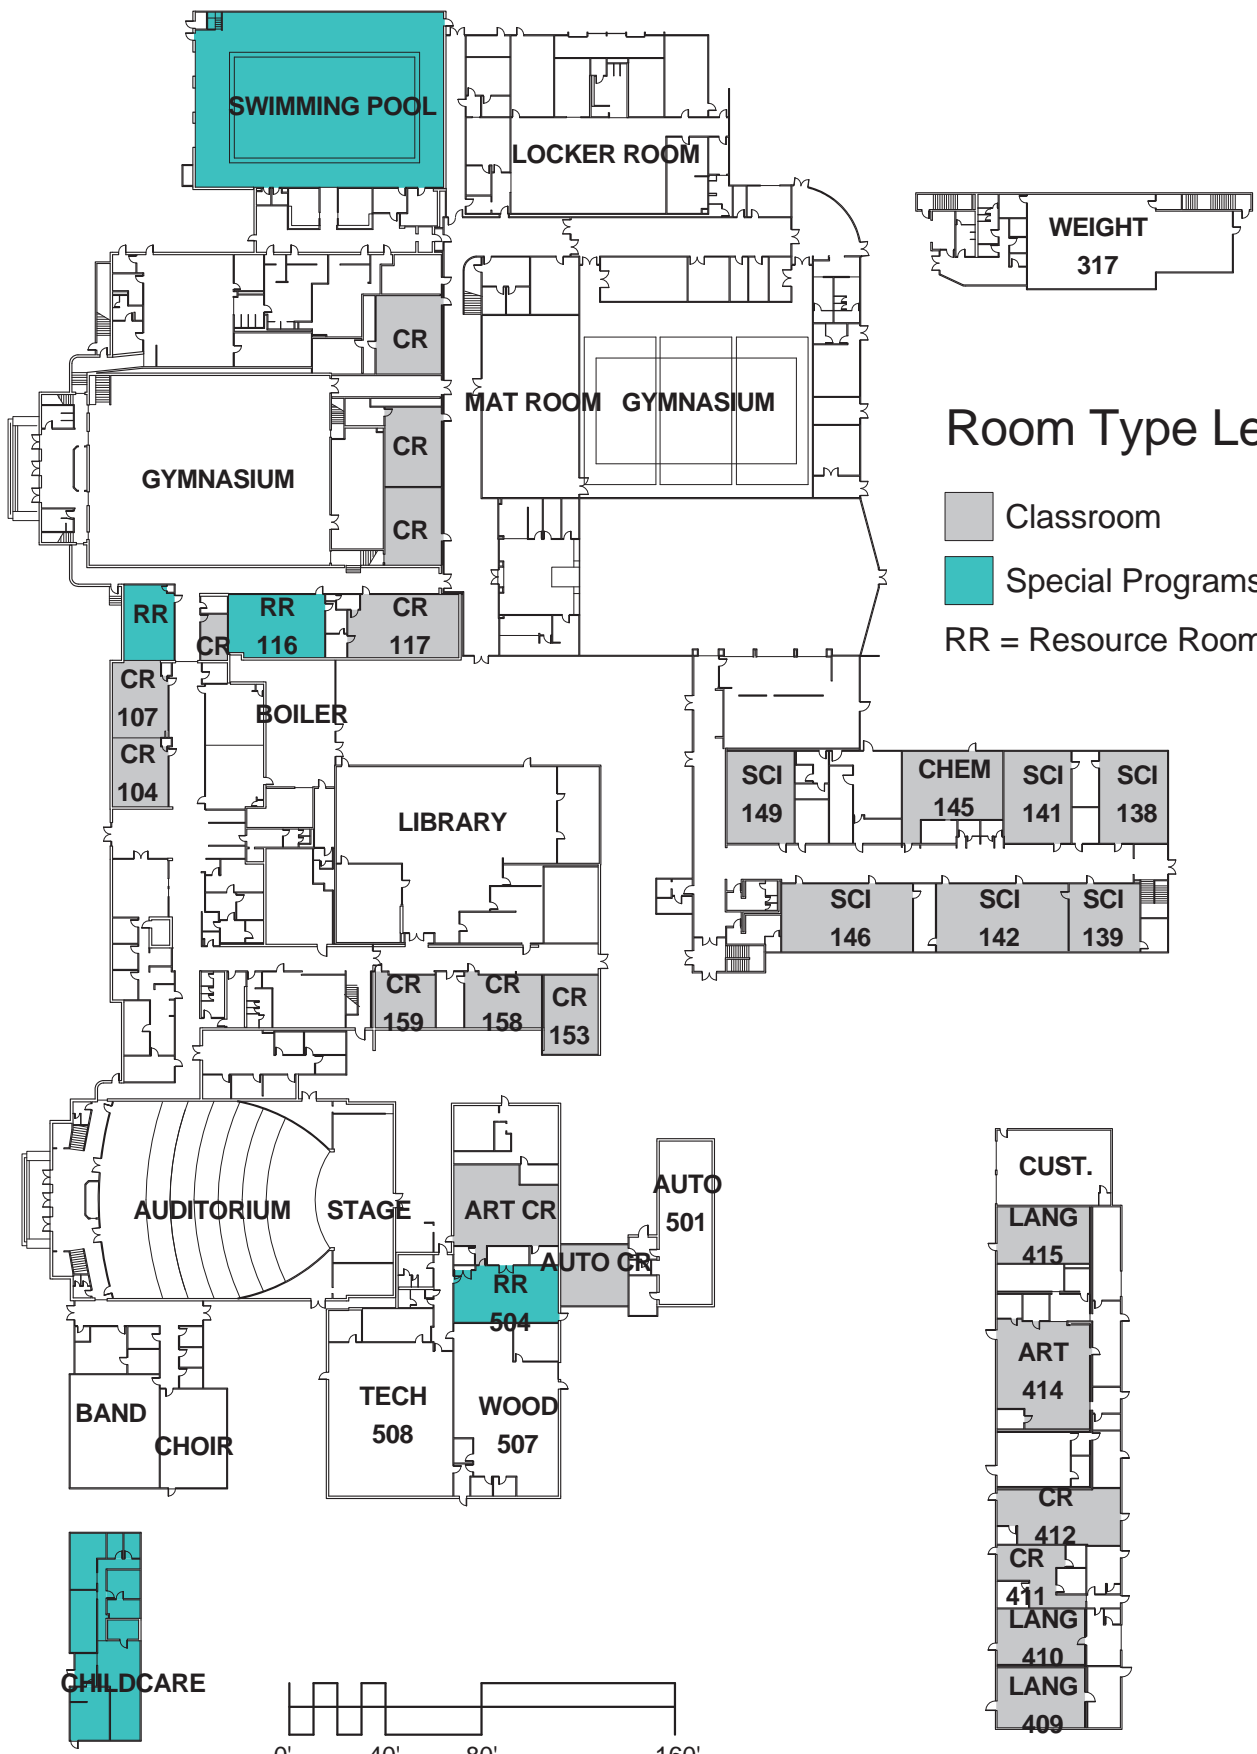 SWIMMING POOL
LOCKER ROOM
WEIGHT
317
CR
MAT ROOM
GYMNASIUM
Room Type Le
CR
GYMNASIUM
Classroom
CR
Special Programs
RR
RR
116
CR
117
CR
RR = Resource Room
CR
107
BOILER
CR
104
SCI
149
CHEM
145
SCI
141
SCI
138
LIBRARY
SCI
146
SCI
142
SCI
139
CR
159
CR
158
CR
153
CUST.
AUDITORIUM
STAGE
ART CR
AUTO
501
LANG
415
AUTO CR
RR
504
ART
414
BAND
CHOIR
TECH
508
WOOD
507
CR
412
CR
411
LANG
410
LANG
409
CHILDCARE
0' 40' 80' 160'